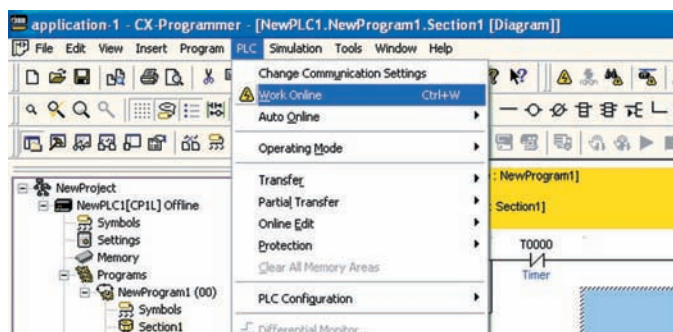 application-1 - CX-Programmer - [NewPLC1.NewProgram1.Section1 [Diagram]]
File Edit View Insert Program PLC Simulation Tools Window Help
Change Communication Settings
Work Online Ctrl+W
Auto Online
Operating Mode
Transfer
Partial Transfer
Online Edit
Protection
Clear All Memory Areas
PLC Configuration
Differential Monitor...
NewProject
NewPLC1[CP1L] Offline
Symbols
Settings
Memory
Programs
NewProgram1 (00)
Symbols
Section1
: NewProgram1]
: Section1]
T0000
Timer